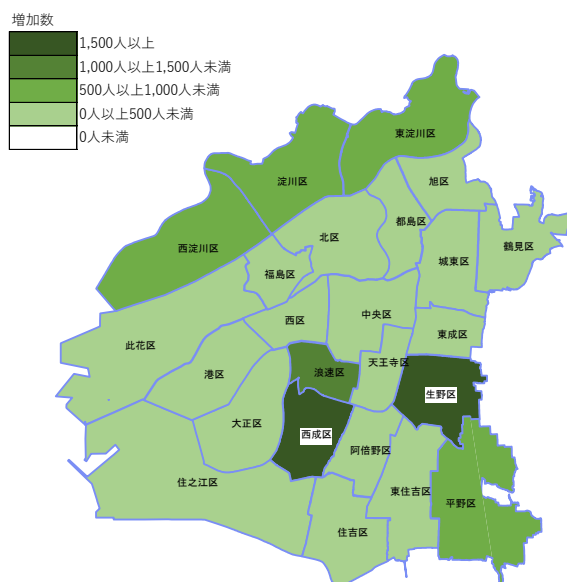 増加数
1,500人以上
1,000人以上1,500人未満
500人以上1,000人未満
0人以上500人未満
0人未満
東淀川区
淀川区
旭区
都島区
北区
鶴見区
西淀川区
城東区
福島区
中央区
西区
東成区
此花区
天王寺区
浪速区
港区
生野区
大正区
西成区
阿倍野区
住之江区
東住吉区
平野区
住吉区